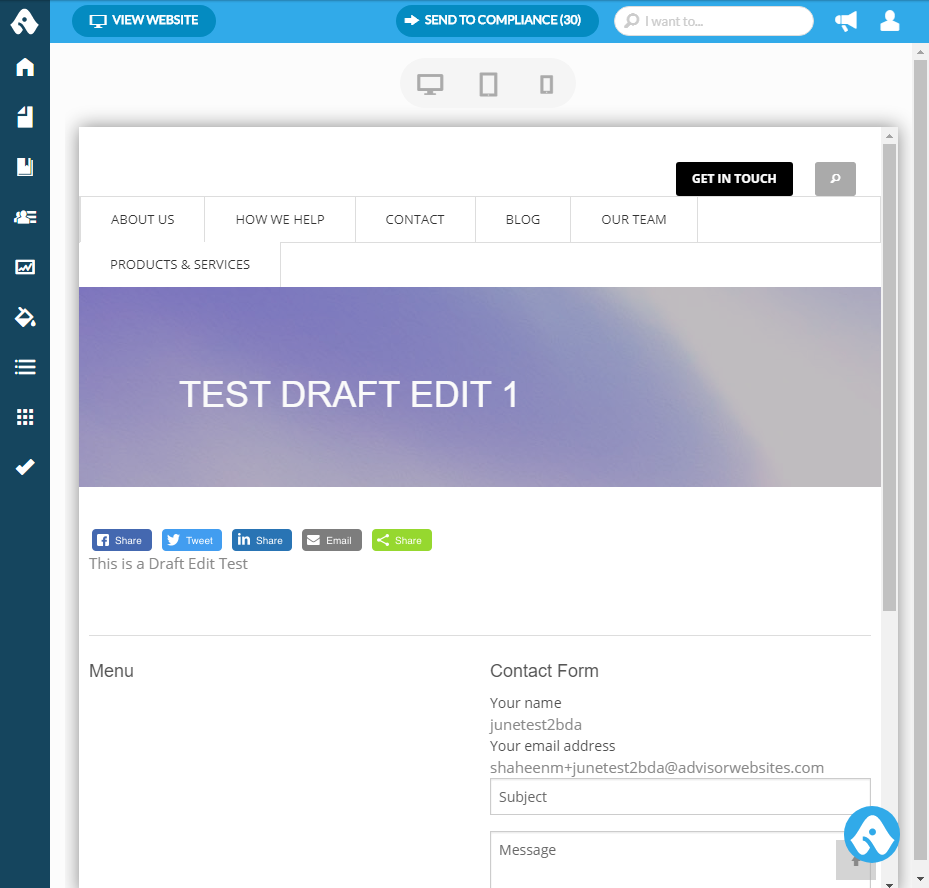 VIEW WEBSITE
SEND TO COMPLIANCE (30)
I want to...
GET IN TOUCH
ABOUT US
HOW WE HELP
CONTACT
BLOG
OUR TEAM
PRODUCTS & SERVICES
TEST DRAFT EDIT 1
Share
Tweet
Share
Email
Share
This is a Draft Edit Test
Menu
Contact Form
Your name
junetest2bda
Your email address
shaheenm+junetest2bda@advisorwebsites.com
Subject
Message